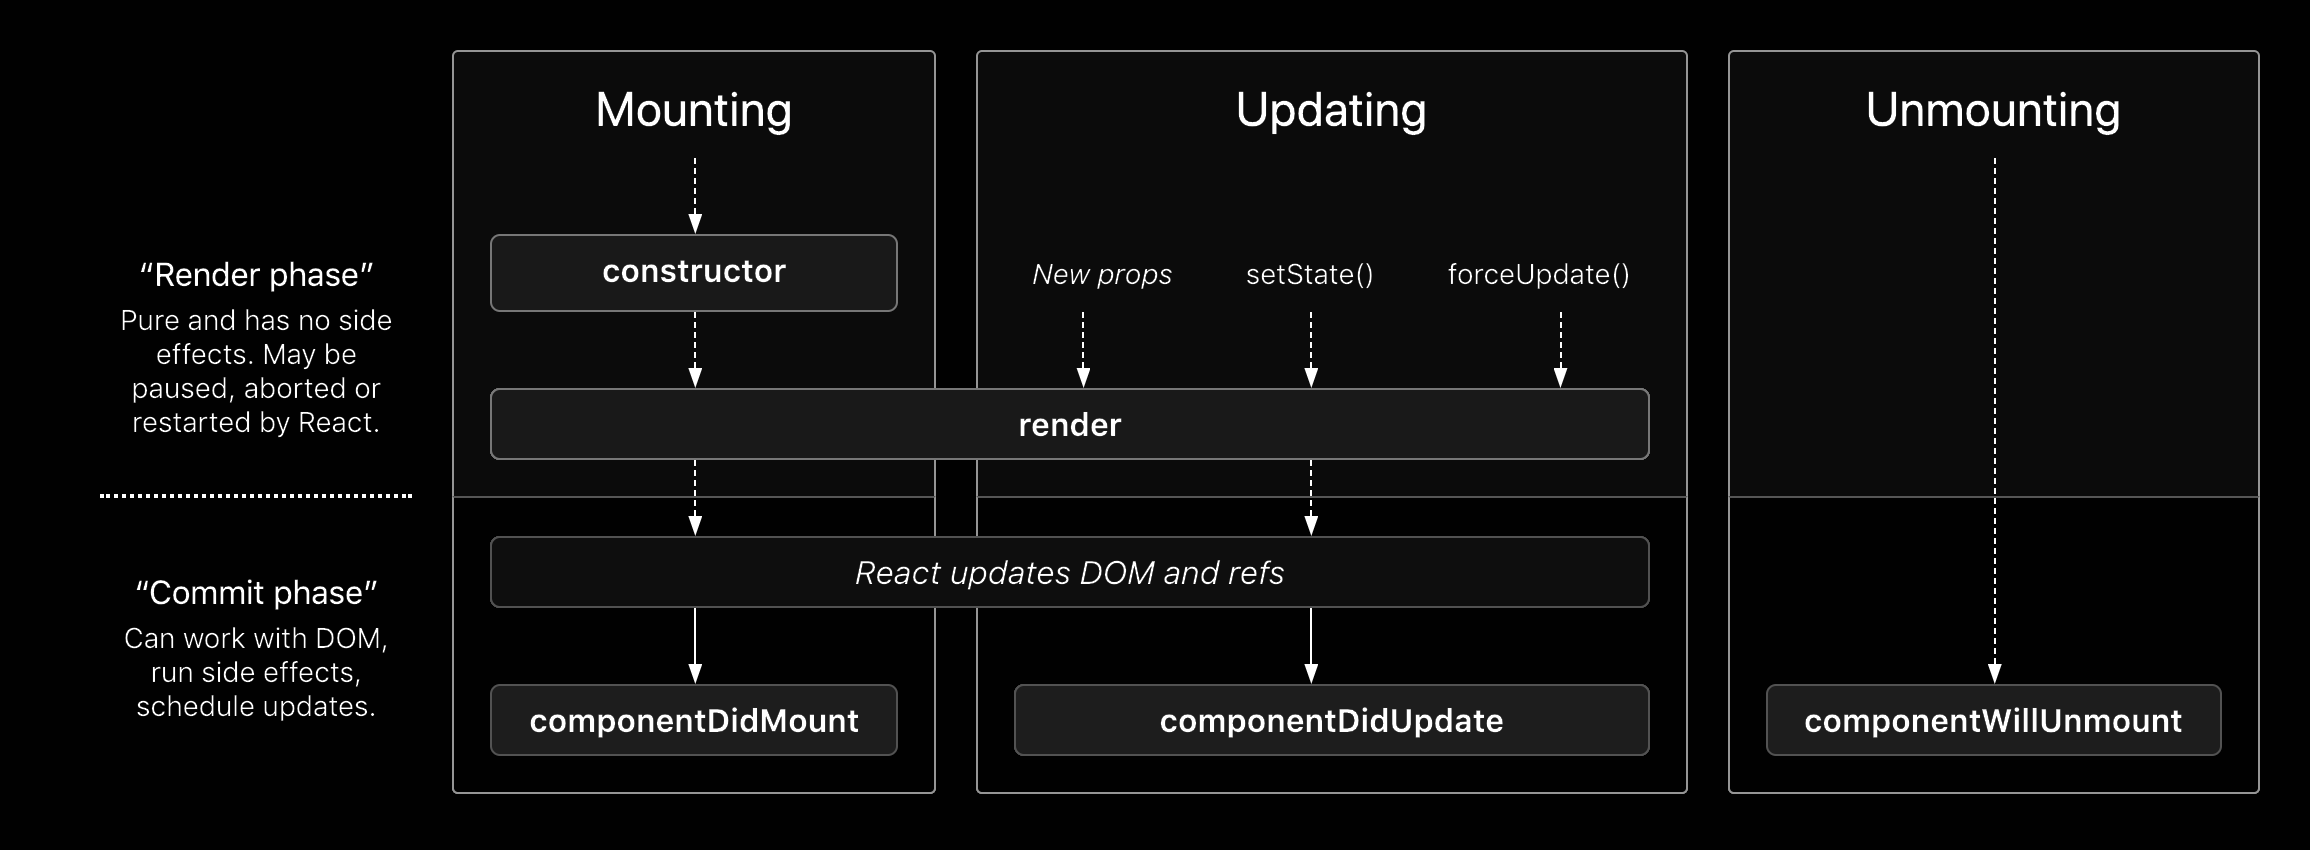 Mounting
Updating
Unmounting
“Render phase”
Pure and has no side
effects. May be
paused, aborted or
restarted by React.
constructor
New props
setState()
forceUpdate()
render
“Commit phase”
Can work with DOM,
run side effects,
schedule updates.
React updates DOM and refs
componentDidMount
componentDidUpdate
componentWillUnmount